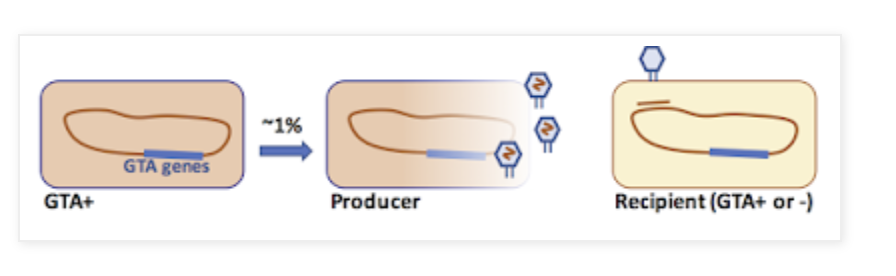 ~1%
GTA genes
GTA+
Producer
Recipient (GTA+ or -)